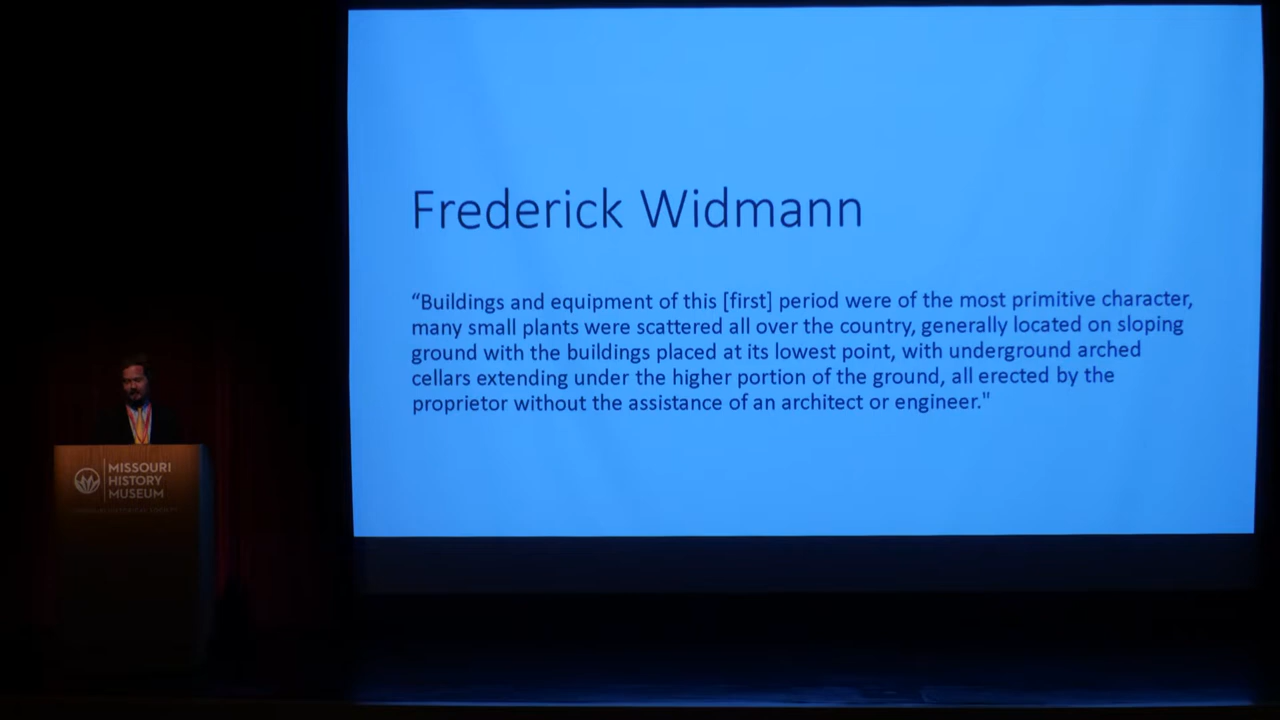 Frederick Widmann
“Buildings and equipment of this [first] period were of the most primitive character,
many small plants were scattered all over the country, generally located on sloping
ground with the buildings placed at its lowest point, with underground arched
cellars extending under the higher portion of the ground, all erected by the
proprietor without the assistance of an architect or engineer."
MISSOURI
HISTORY
MUSEUM